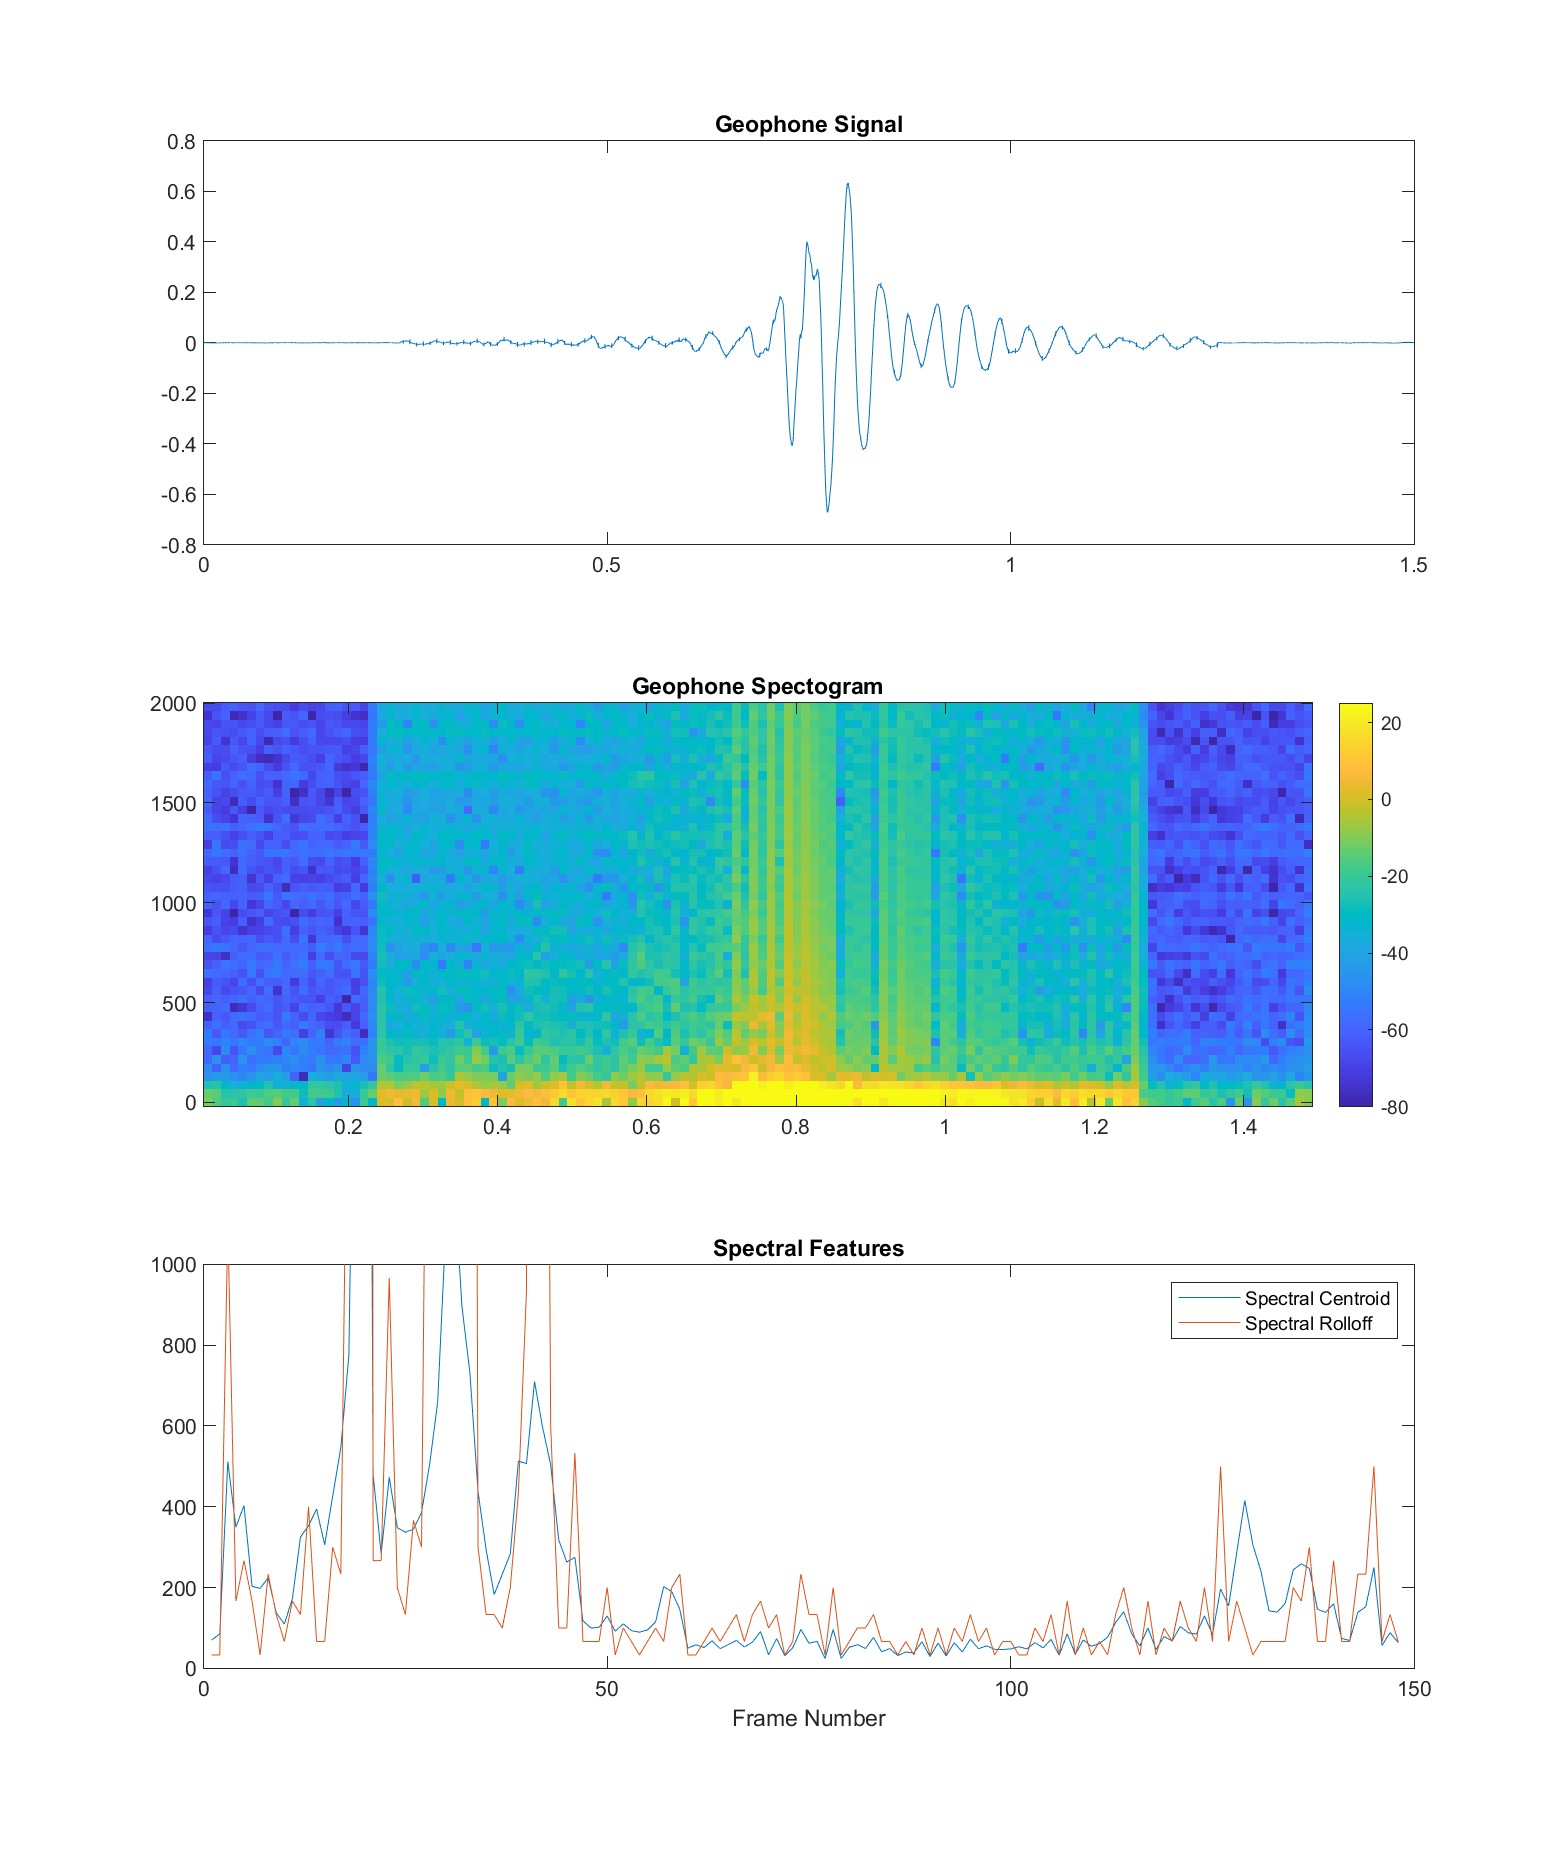 Geophone Signal
0.8
0.6
0.4
0.2
0
-0.2
-0.4
-0.6
-0.8
0 0.5 1 1.5
Geophone Spectogram
2000
1500
1000
500
0
0.2 0.4 0.6 0.8 1 1.2 1.4
20
0
-20
-40
-60
-80
Spectral Features
1000
800
600
400
200
0
0 50 100 150
Spectral Centroid
Spectral Rolloff
Frame Number